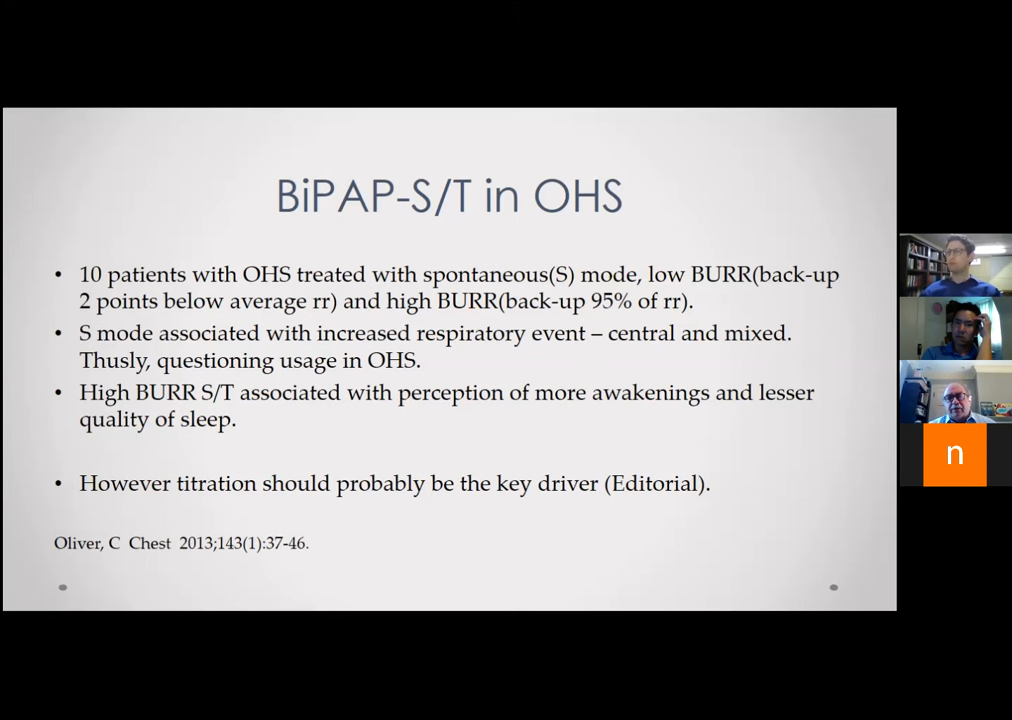 BiPAP-S/T in OHS
• 10 patients with OHS treated with spontaneous(S) mode, low BURR(back-up
2 points below average rr) and high BURR(back-up 95% of rr).
• S mode associated with increased respiratory event – central and mixed.
Thusly, questioning usage in OHS.
• High BURR S/T associated with perception of more awakenings and lesser
quality of sleep.
• However titration should probably be the key driver (Editorial).
Oliver, C Chest 2013;143(1):37-46.
n